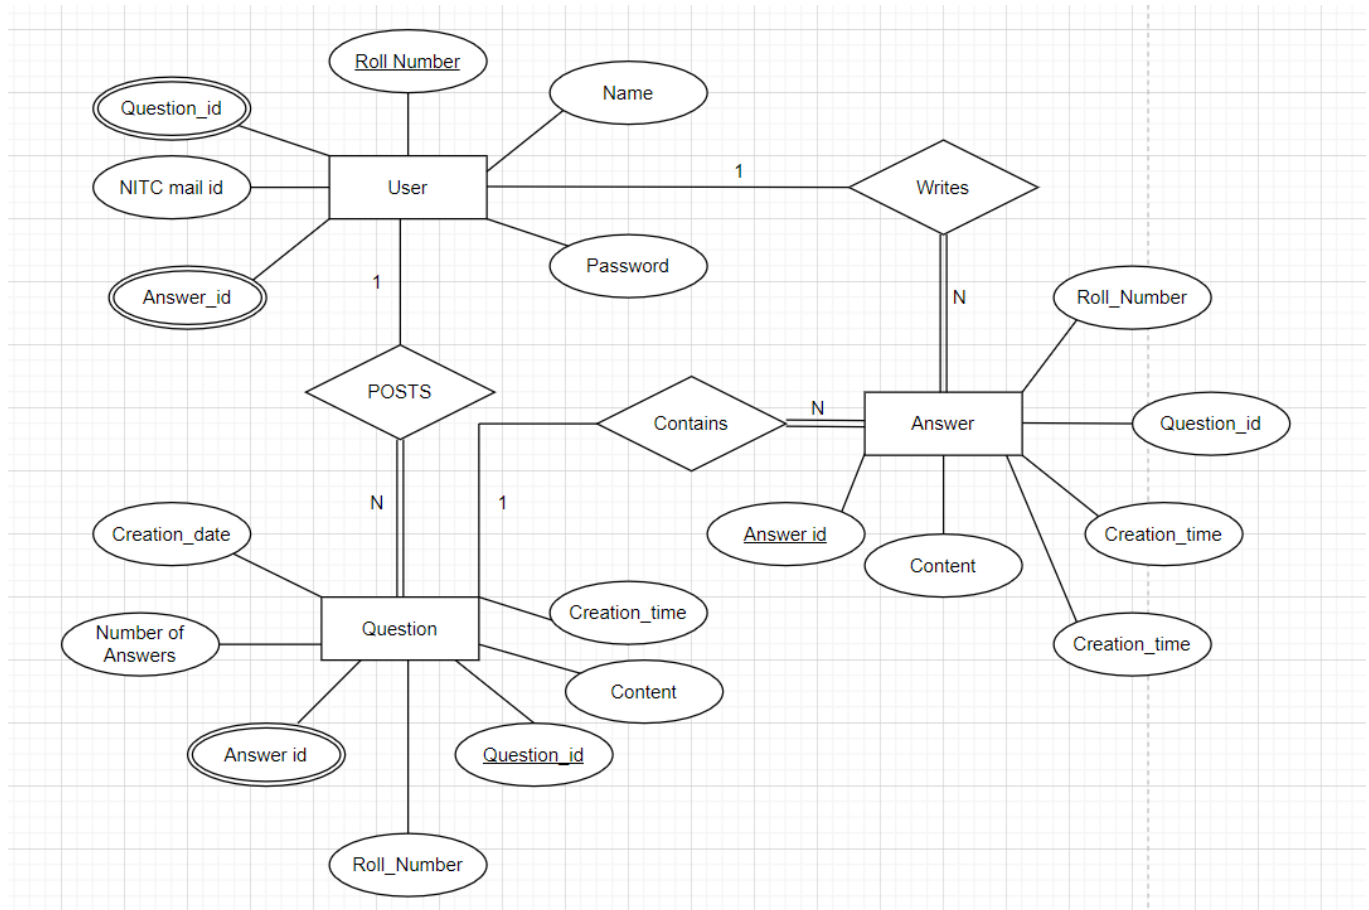 Roll Number
Name
Question_id
NITC mail id
User
1
Writes
Password
1
Answer_id
N
Roll_Number
POSTS
N
Contains
Answer
Question_id
N
1
Creation_date
Answer id
Content
Creation_time
Number of
Answers
Question
Creation_time
Creation_time
Content
Answer id
Question_id
Roll_Number